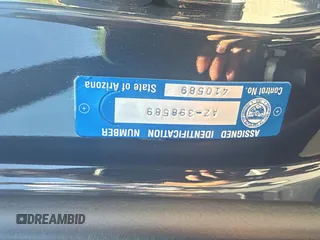 ASSIGNED IDENTIFICATION NUMBER
AZ-398589
Control No. 410589
State of Arizona
DREAMBID